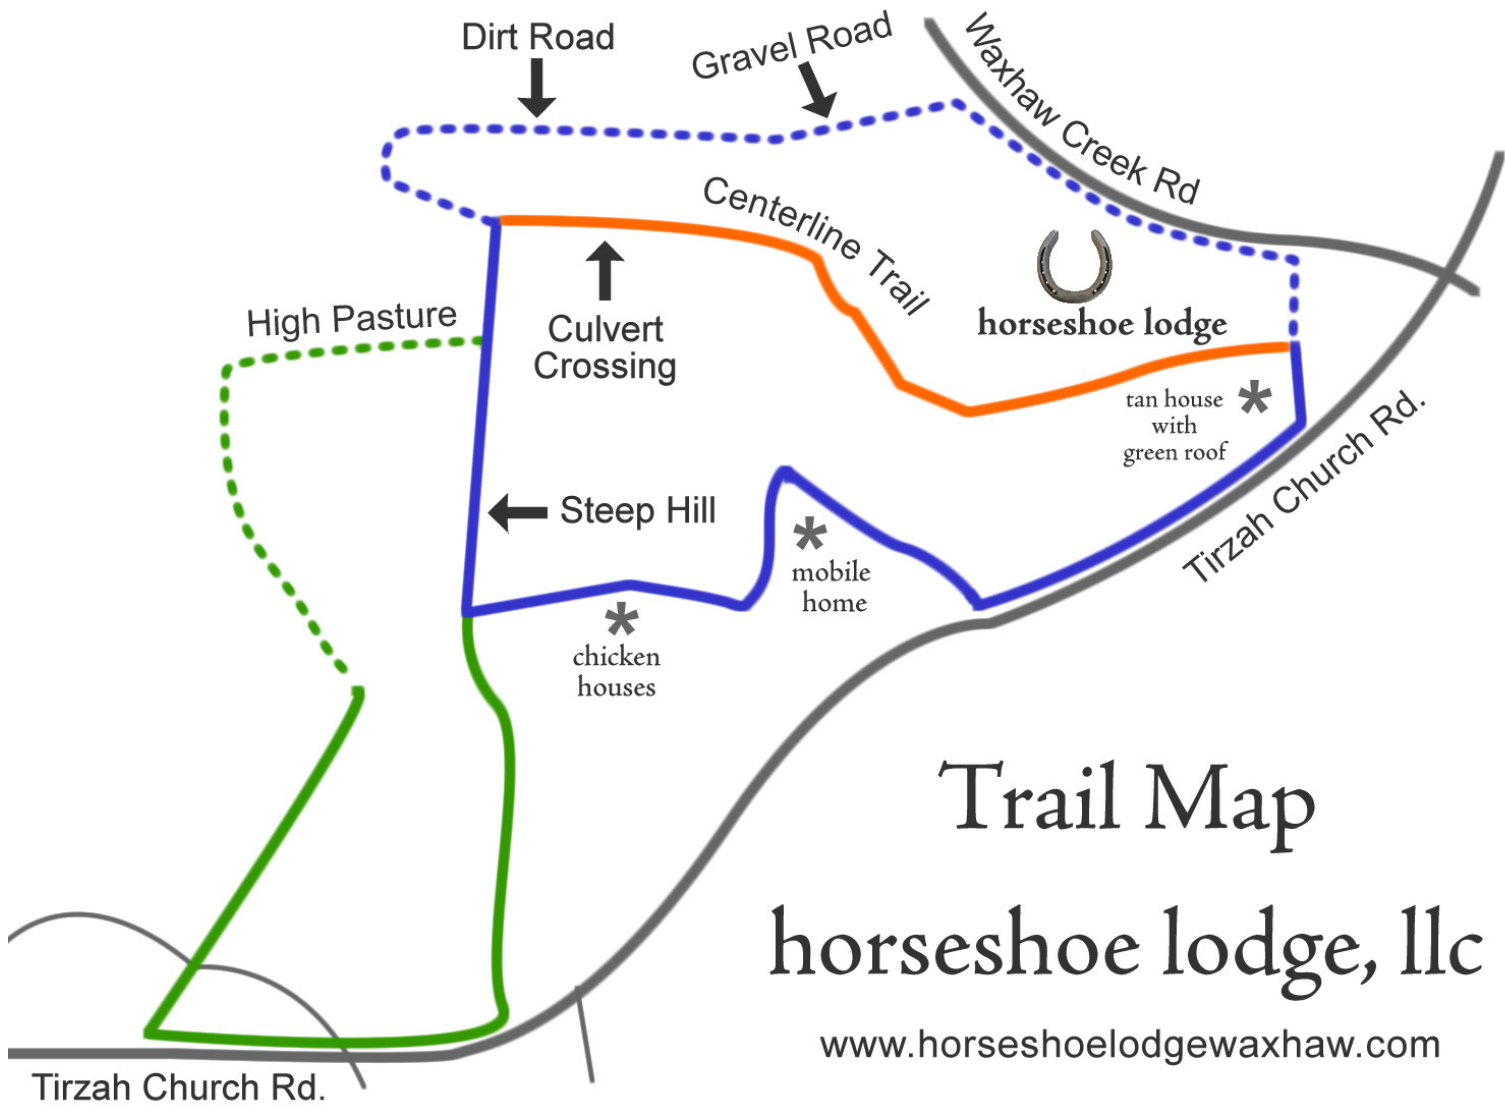 Dirt Road
Gravel Road
Waxhaw Creek Rd
Centerline Trail
High Pasture
Culvert
Crossing
horseshoe lodge
tan house
with
green roof
Tirzah Church Rd.
Steep Hill
mobile
home
chicken
houses
Trail Map
horseshoe lodge, llc
www.horseshoelodgewaxhaw.com
Tirzah Church Rd.